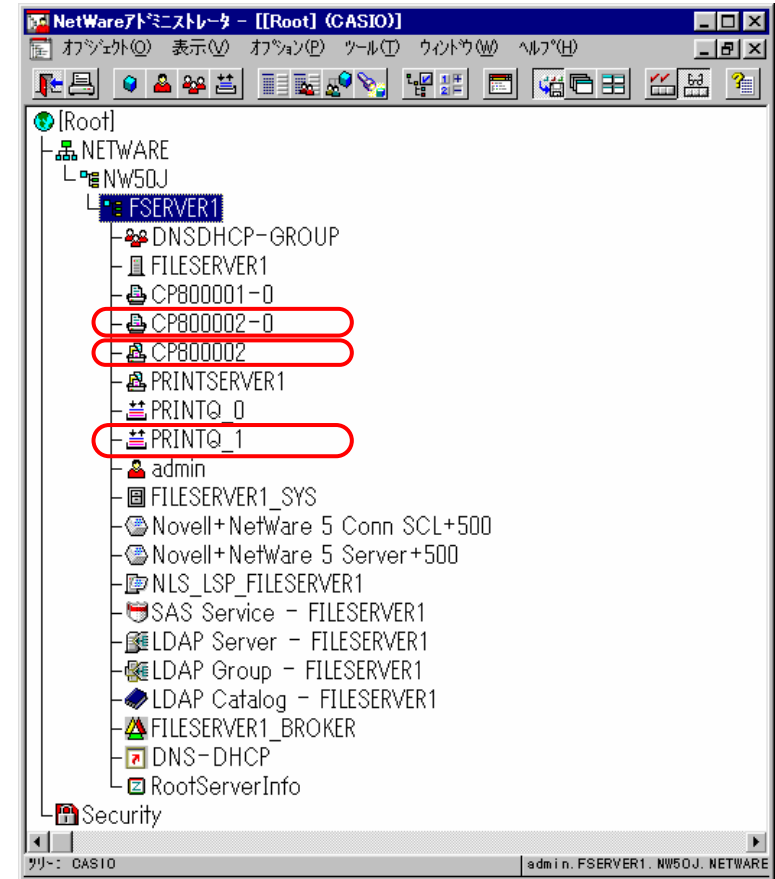 NetWareｱﾄﾞﾐﾆｽﾄﾚｰﾀ - [[Root] (CASIO)]
ｵﾌﾞｼﾞｪｸﾄ(O) 表示(V) ｵﾌﾟｼｮﾝ(P) ﾂｰﾙ(T) ｳｨﾝﾄﾞｳ(W) ﾍﾙﾌﾟ(H)
[Root]
NETWARE
NW50J
FSERVER1
DNSDHCP-GROUP
FILESERVER1
CP800001-0
CP800002-0
CP800002
PRINTSERVER1
PRINTQ_0
PRINTQ_1
admin
FILESERVER1_SYS
Novell+NetWare 5 Conn SCL+500
Novell+NetWare 5 Server+500
NLS_LSP_FILESERVER1
SAS Service - FILESERVER1
LDAP Server - FILESERVER1
LDAP Group - FILESERVER1
LDAP Catalog - FILESERVER1
FILESERVER1_BROKER
DNS-DHCP
RootServerInfo
Security
ﾂﾘｰ: CASIO admin.FSERVER1.NW50J.NETWARE